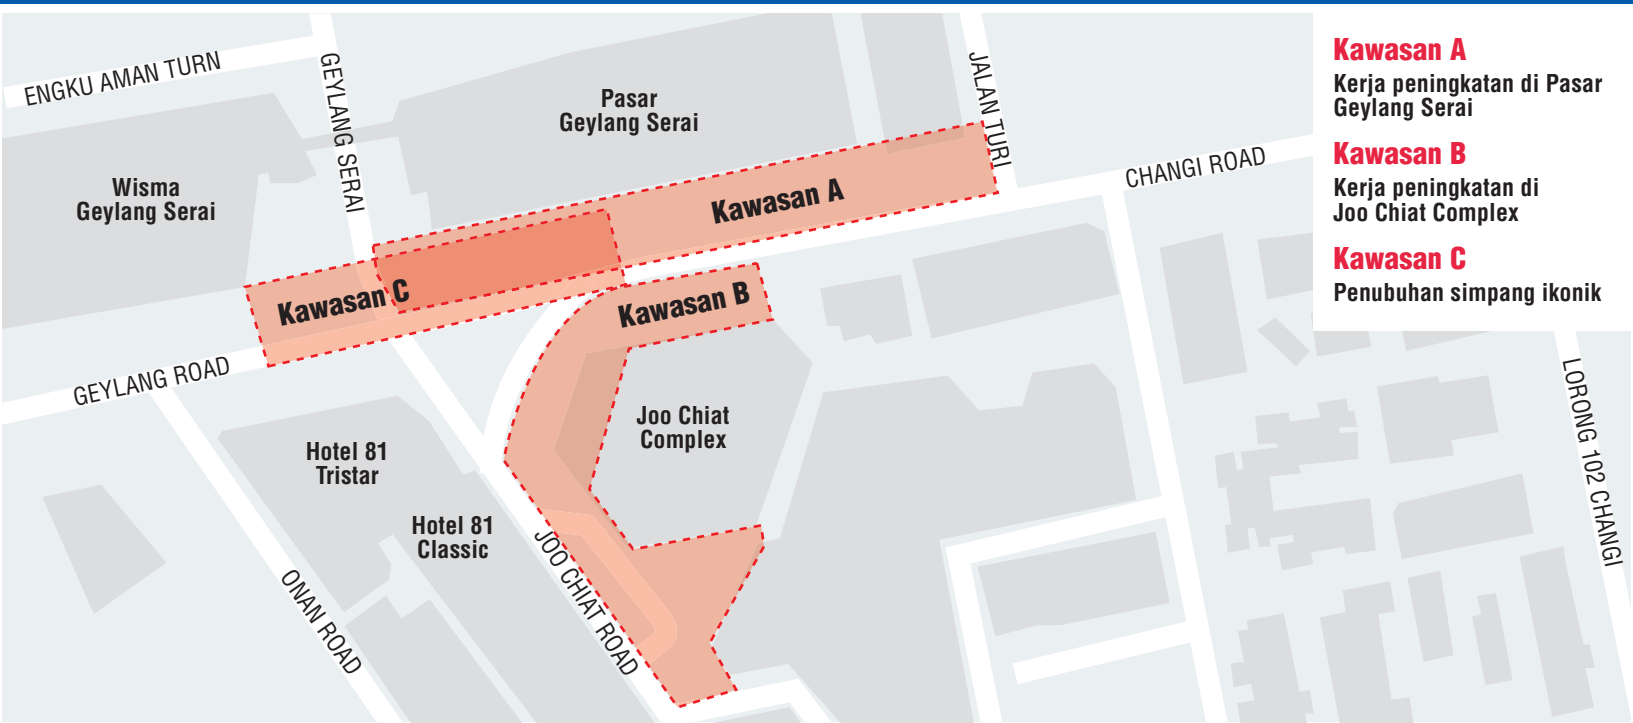 ENGKU AMAN TURN
GEYLANG SERAI
Pasar
Geylang Serai
JALAN TURI
CHANGI ROAD
Wisma
Geylang Serai
Kawasan A
Kawasan C
Kawasan B
GEYLANG ROAD
Joo Chiat
Complex
Hotel 81
Tristar
Hotel 81
Classic
JOO CHIAT ROAD
ONAN ROAD
LORONG 102 CHANGI
Kawasan A
Kerja peningkatan di Pasar
Geylang Serai
Kawasan B
Kerja peningkatan di
Joo Chiat Complex
Kawasan C
Penubuhan simpang ikonik